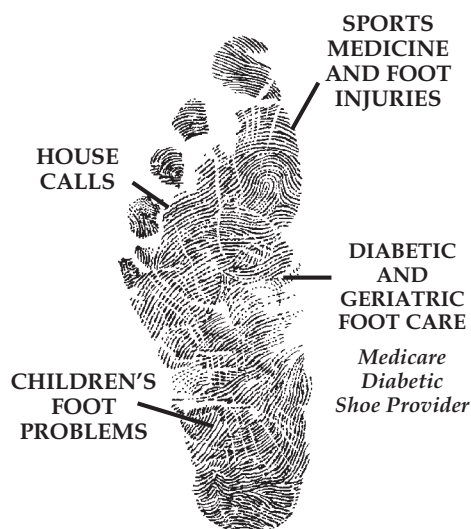 SPORTS
MEDICINE
AND FOOT
INJURIES
HOUSE
CALLS
DIABETIC
AND
GERIATRIC
FOOT CARE
Medicare
Diabetic
Shoe Provider
CHILDREN'S
FOOT
PROBLEMS